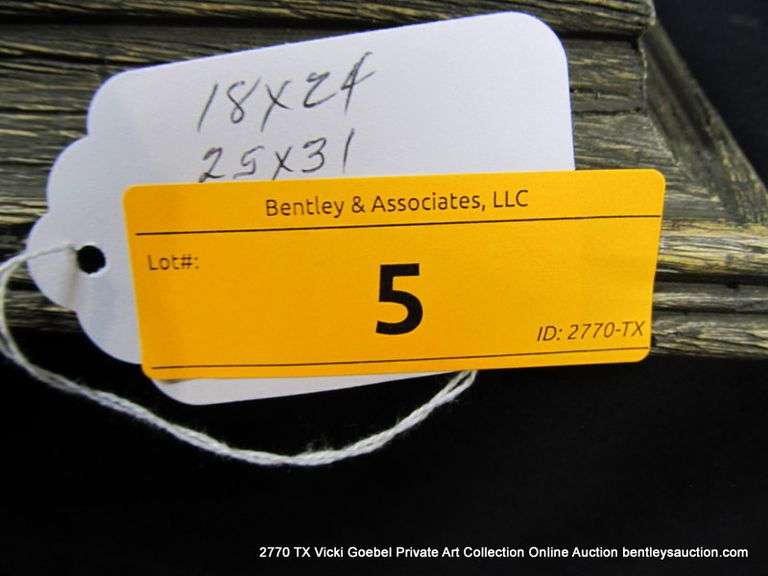 18x24
25x31
Bentley & Associates, LLC
Lot#:
5
ID: 2770-TX
2770 TX Vicki Goebel Private Art Collection Online Auction bentleysauction.com